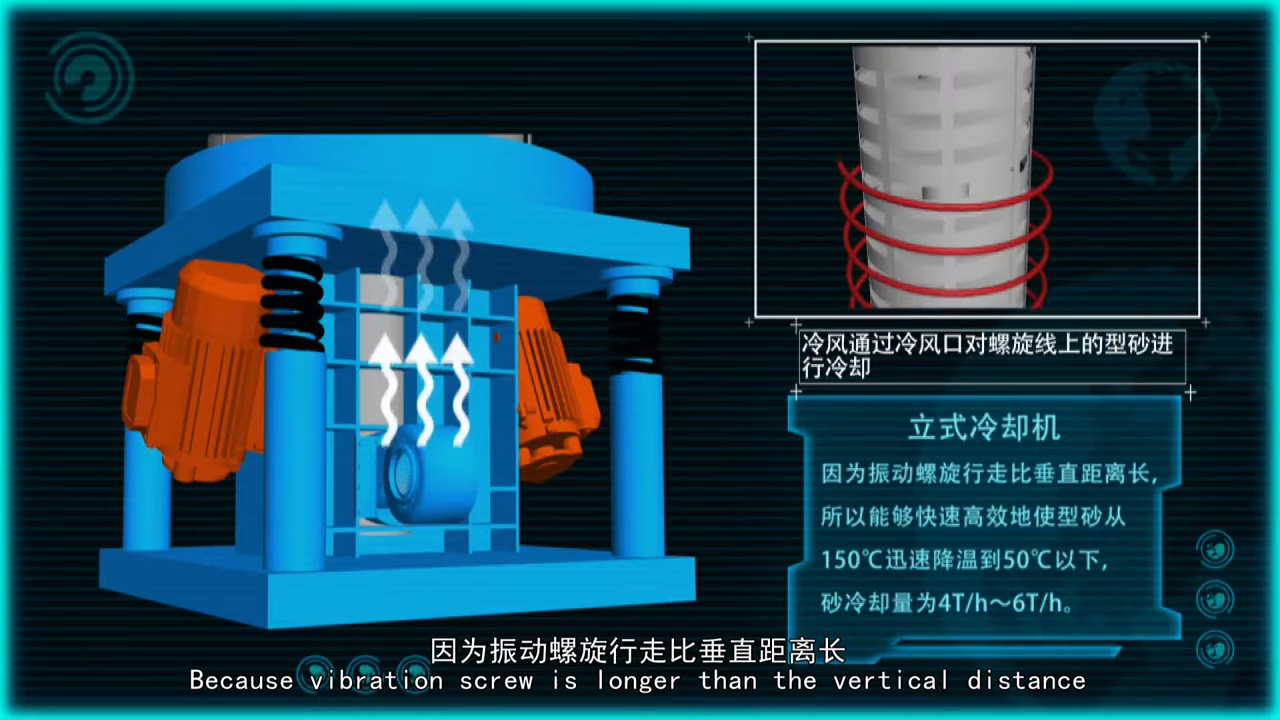 冷风通过冷风口对螺旋线上的型砂进
行冷却
立式冷却机
因为振动螺旋行走比垂直距离长,
所以能够快速高效地使型砂从
150℃迅速降温到50℃以下,
砂冷却量为4T/h～6T/h。
因为振动螺旋行走比垂直距离长
Because vibration screw is longer than the vertical distance